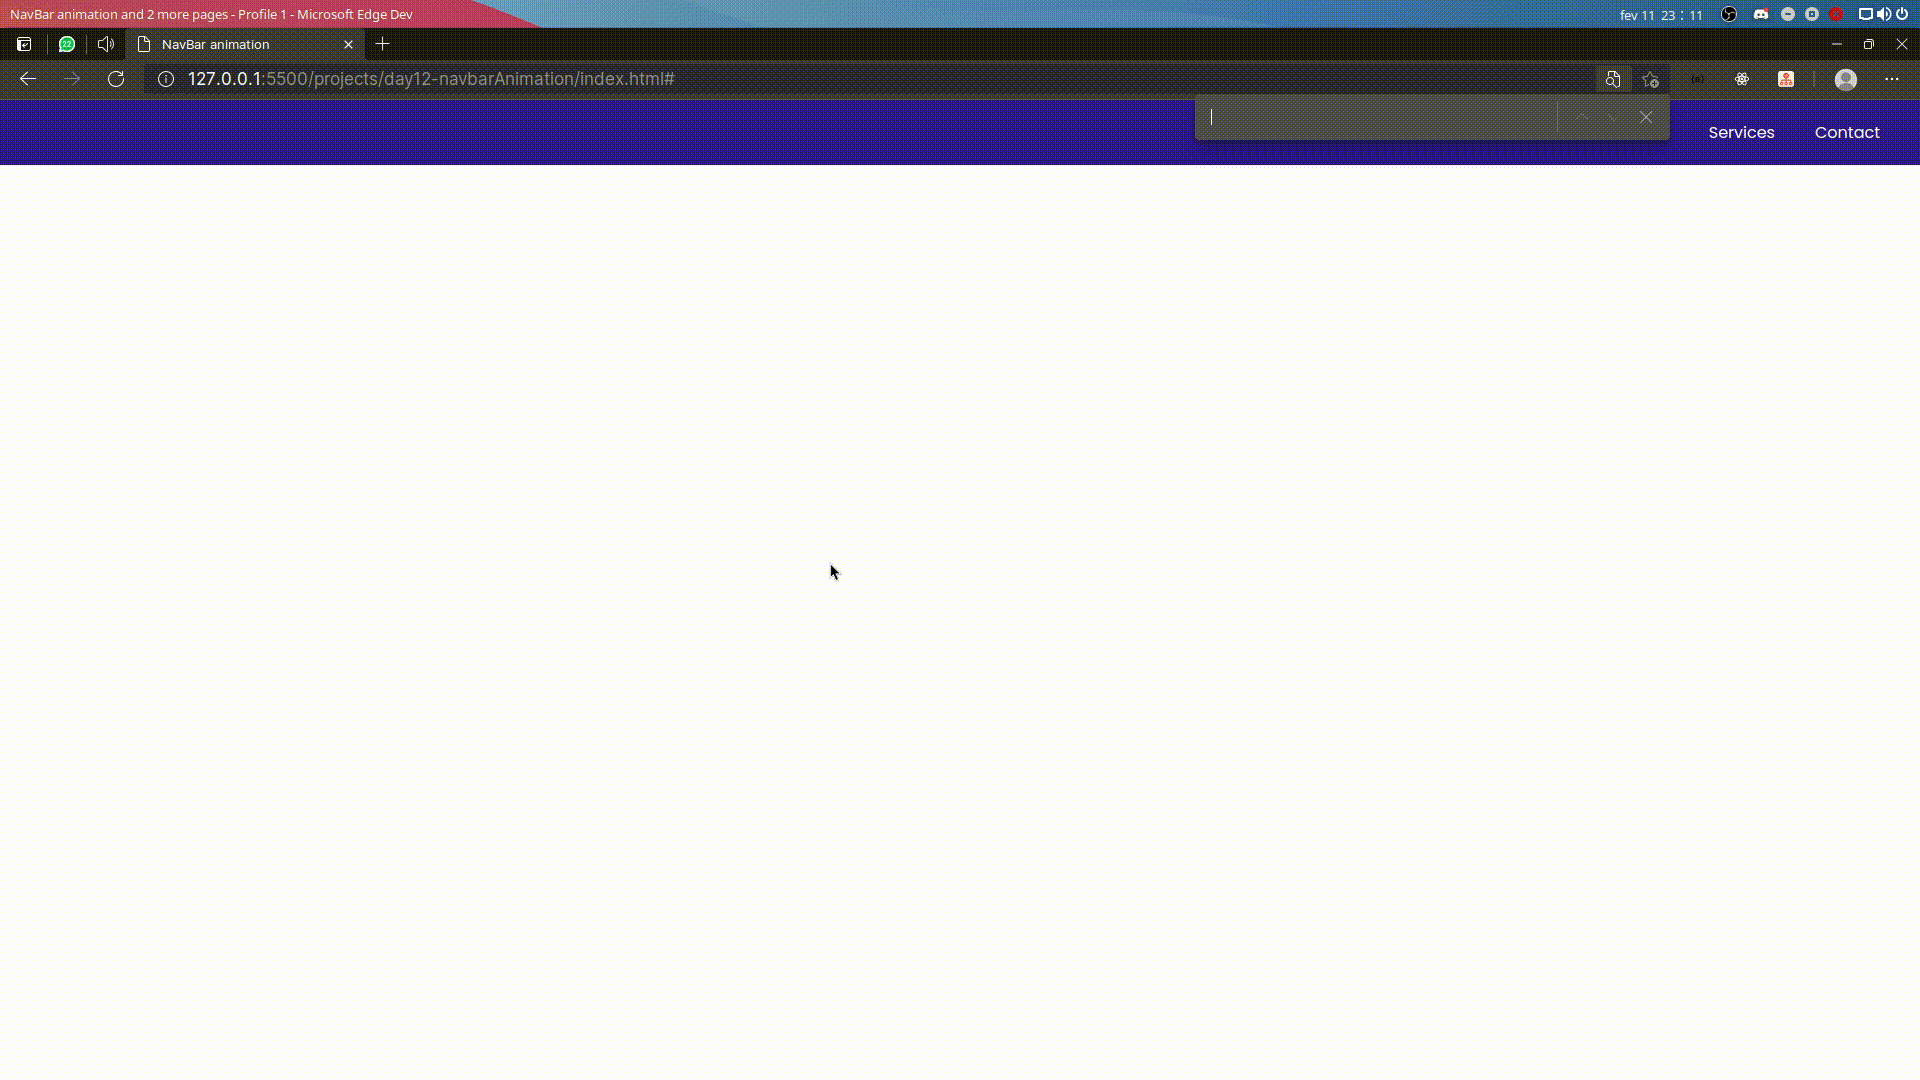 NavBar animation and 2 more pages - Profile 1 - Microsoft Edge Dev
fev 11 23 : 11
22
NavBar animation
127.0.0.1:5500/projects/day12-navbarAnimation/index.html#
Services
Contact